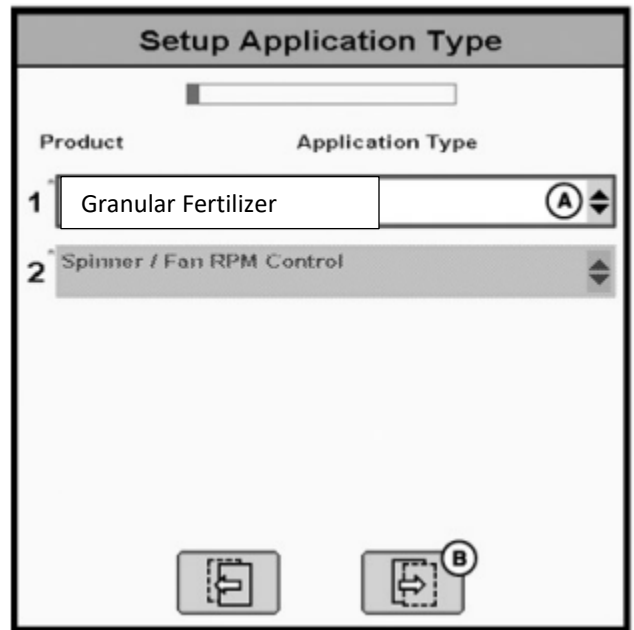 Setup Application Type
Product Application Type
1 Granular Fertilizer A
2 Spinner / Fan RPM Control
B